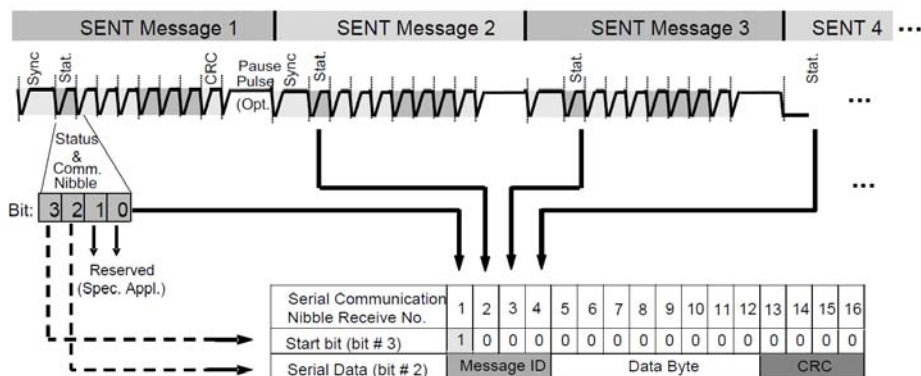 SENT Message 1 SENT Message 2 SENT Message 3 SENT 4 ...
Sync Stat. CRC Pause Pulse (Opt. Sync Stat. Stat. Stat.
...
Status & Comm. Nibble
...
Bit: 3 2 1 0
Reserved
(Spec. Appl.)
Serial Communication Nibble Receive No. 1 2 3 4 5 6 7 8 9 10 11 12 13 14 15 16
Start bit (bit # 3) 1 0 0 0 0 0 0 0 0 0 0 0 0 0 0 0
Serial Data (bit # 2) Message ID Data Byte CRC